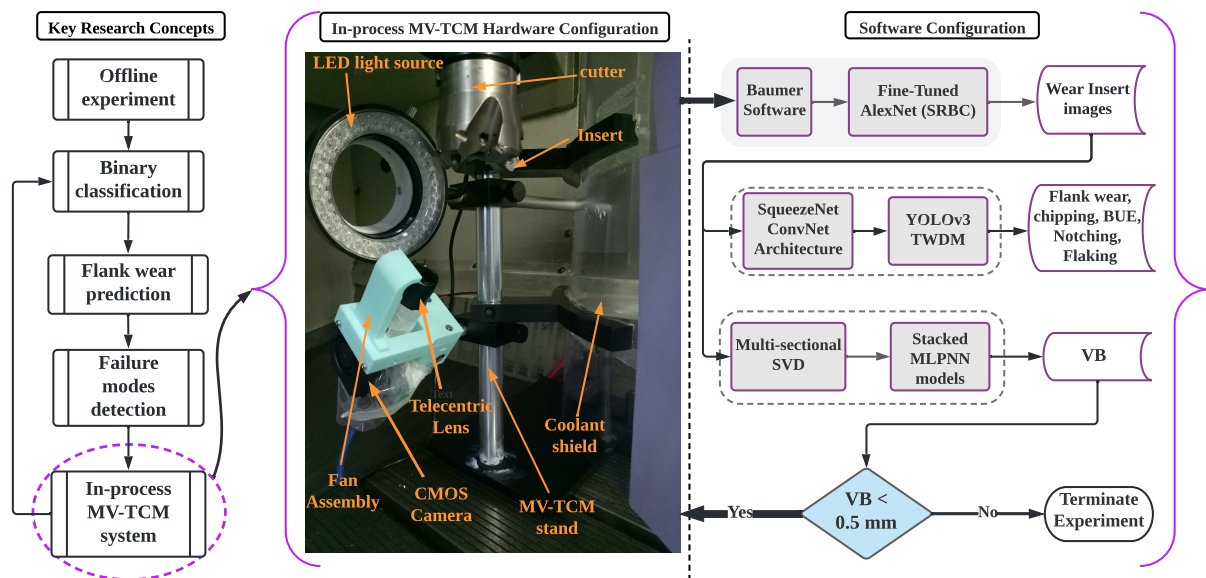 Key Research Concepts
Offline
experiment
Binary
classification
Flank wear
prediction
Failure
modes
detection
In-process
MV-TCM
system
In-process MV-TCM Hardware Configuration
LED light source
cutter
Insert
Text
Telecentric
Lens
Coolant
shield
Fan
Assembly
CMOS
Camera
MV-TCM
stand
Software Configuration
Baumer
Software
Fine-Tuned
AlexNet (SRBC)
Wear Insert
images
SqueezeNet
ConvNet
Architecture
YOLOv3
TWDM
Flank wear,
chipping, BUE,
Notching,
Flaking
Multi-sectional
SVD
Stacked
MLPNN
models
VB
VB <
0.5 mm
Yes
No
Terminate
Experiment